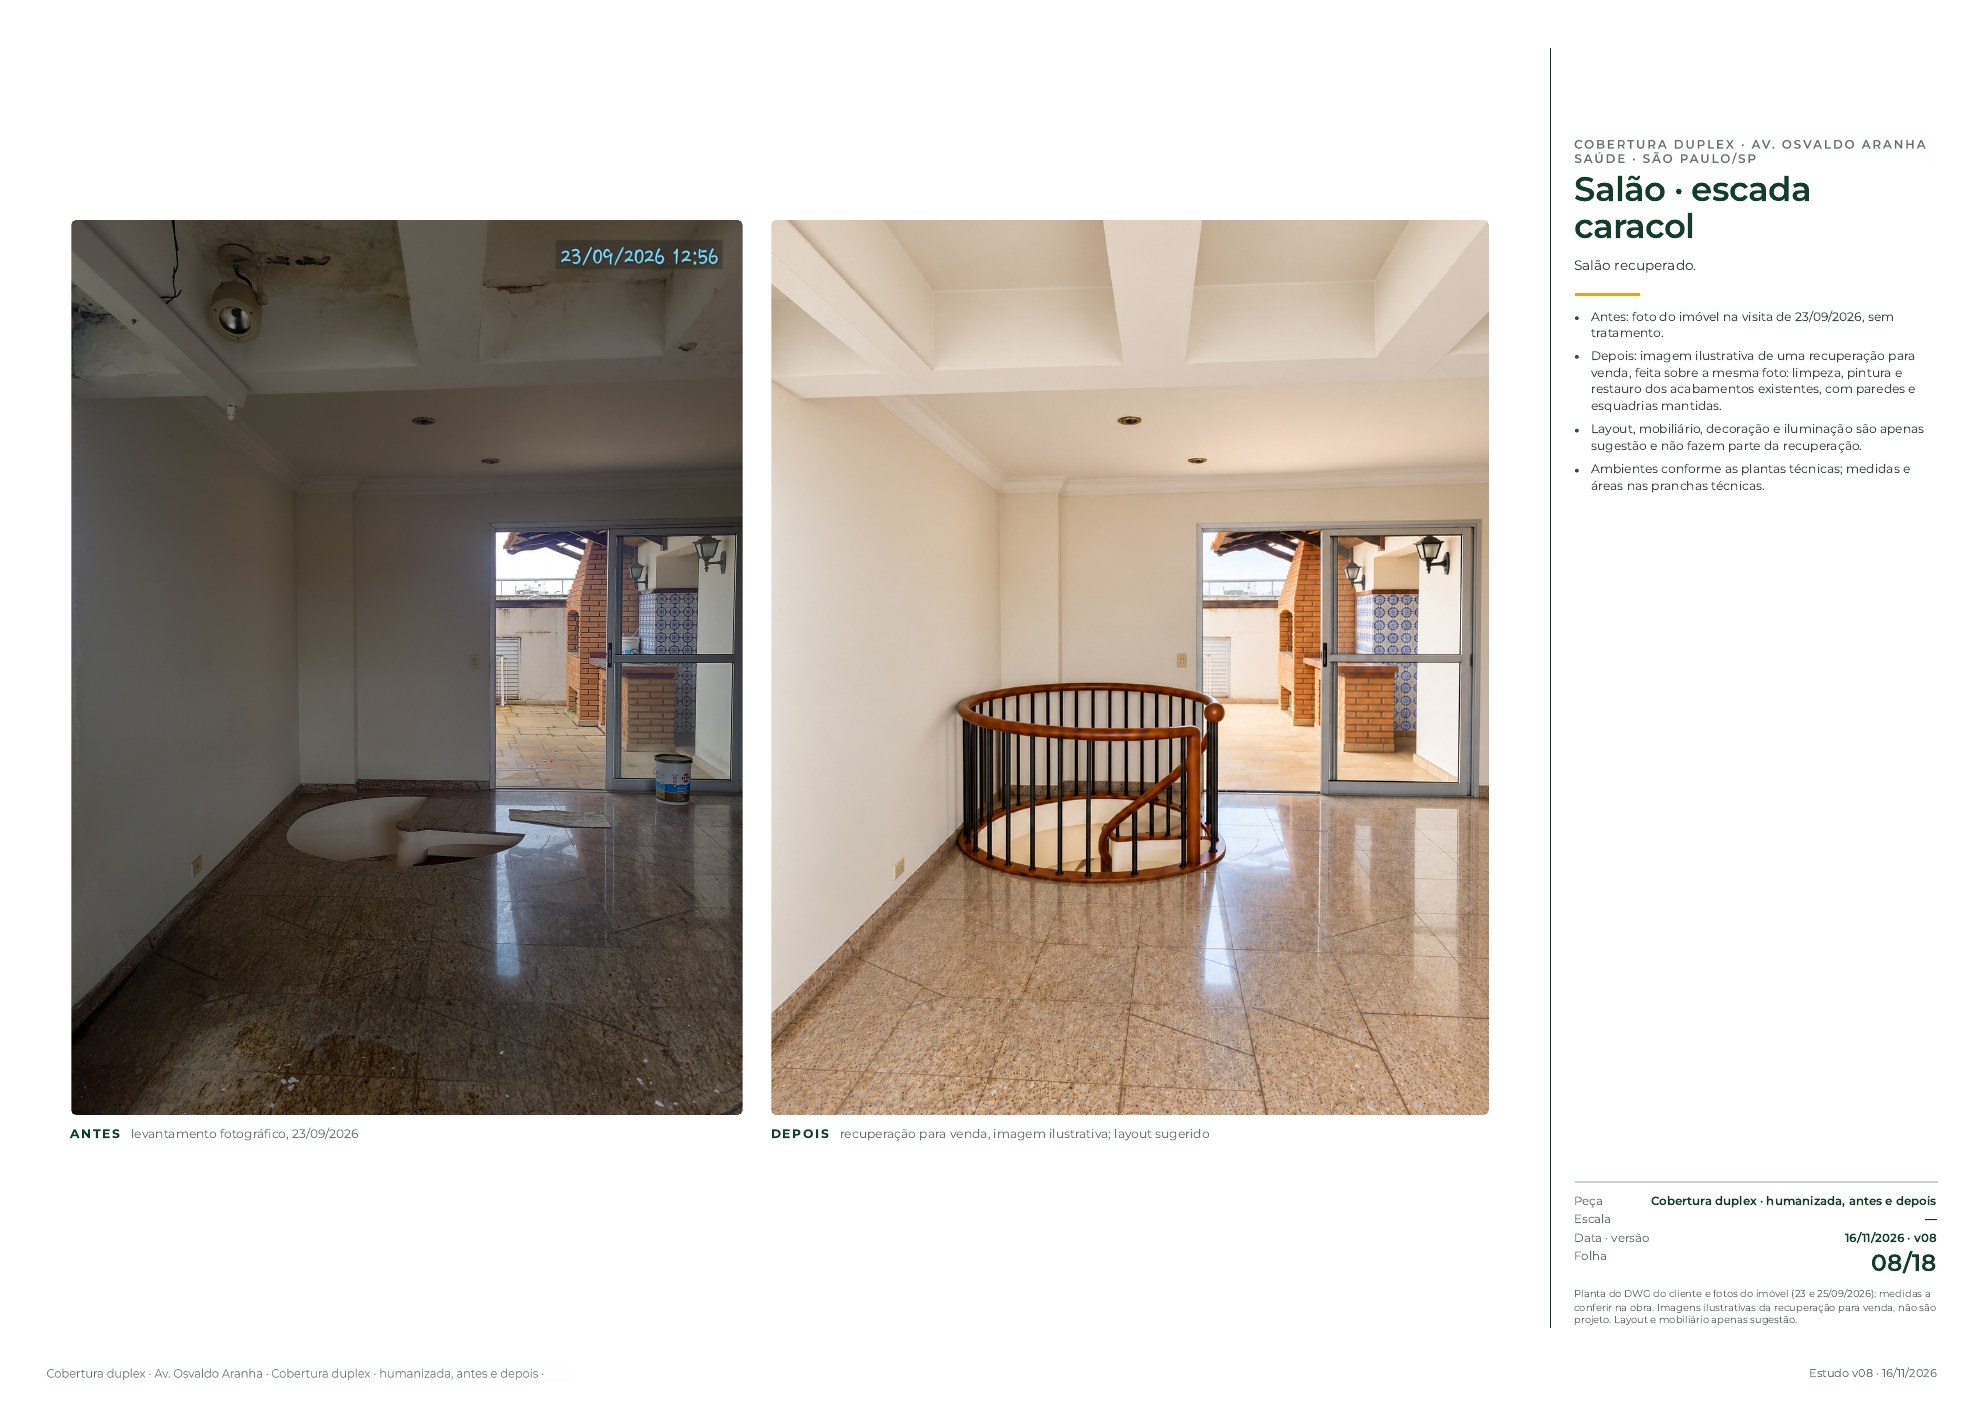 COBERTURA DUPLEX · AV. OSVALDO ARANHA
SAÚDE · SÃO PAULO/SP
Salão · escada
caracol
Salão recuperado.
• Antes: foto do imóvel na visita de 23/09/2026, sem
tratamento.
• Depois: imagem ilustrativa de uma recuperação para
venda, feita sobre a mesma foto: limpeza, pintura e
restauro dos acabamentos existentes, com paredes e
esquadrias mantidas.
• Layout, mobiliário, decoração e iluminação são apenas
sugestão e não fazem parte da recuperação.
• Ambientes conforme as plantas técnicas; medidas e
áreas nas pranchas técnicas.
23/09/2026 12:56
ANTES levantamento fotográfico, 23/09/2026
DEPOIS recuperação para venda, imagem ilustrativa; layout sugerido
Peça Cobertura duplex · humanizada, antes e depois
Escala —
Data · versão 16/11/2026 · v08
Folha 08/18
Planta do DWG do cliente e fotos do imóvel (23 e 25/09/2026); medidas a
conferir na obra. Imagens ilustrativas da recuperação para venda, não são
projeto. Layout e mobiliário apenas sugestão.
Cobertura duplex · Av. Osvaldo Aranha · Cobertura duplex · humanizada, antes e depois ·
Estudo v08 · 16/11/2026